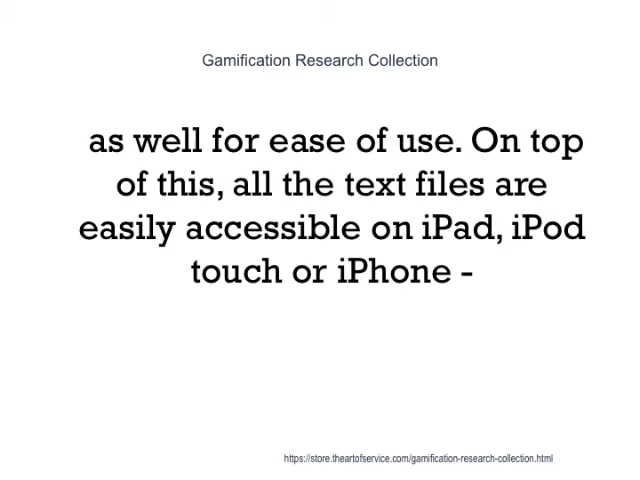 Gamification Research Collection
as well for ease of use. On top
of this, all the text files are
easily accessible on iPad, iPod
touch or iPhone -
https://store.theartofservice.com/gamification-research-collection.html